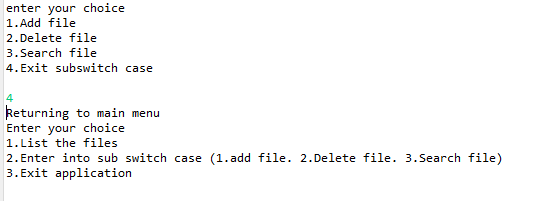 enter your choice
1.Add file
2.Delete file
3.Search file
4.Exit subswitch case
4
Returning to main menu
Enter your choice
1.List the files
2.Enter into sub switch case (1.add file. 2.Delete file. 3.Search file)
3.Exit application